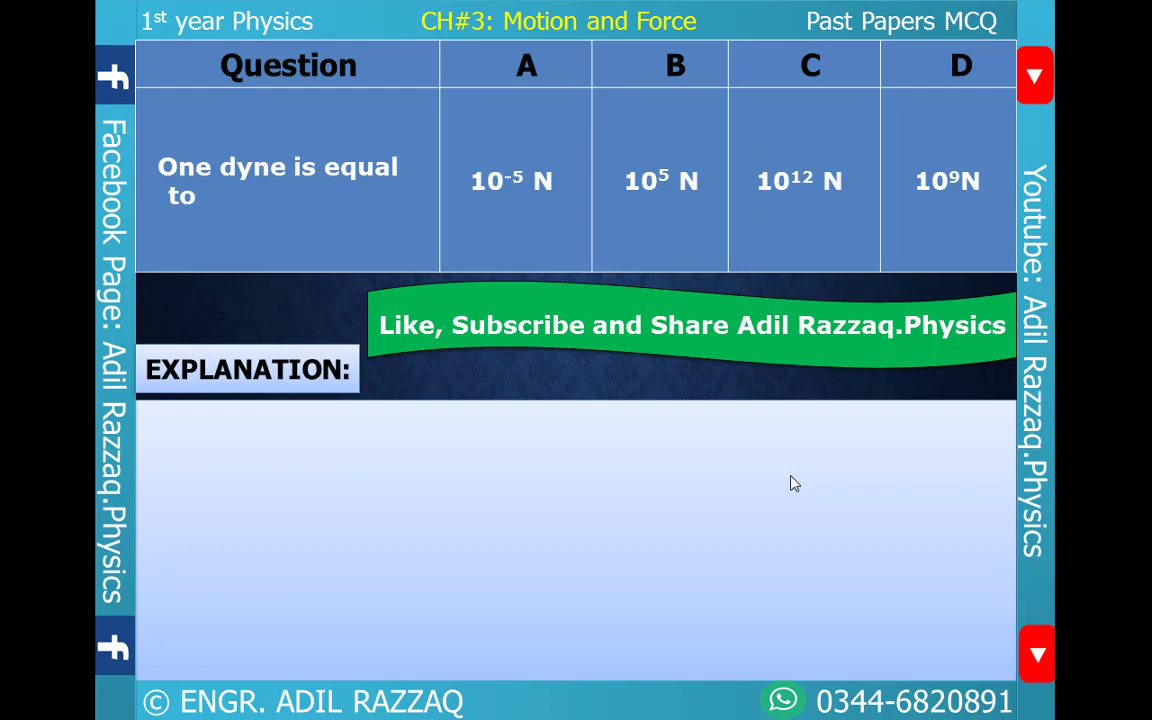 1st year Physics CH#3: Motion and Force Past Papers MCQ
Question A B C D
One dyne is equal
to
10⁻⁵ N 10⁵ N 10¹² N 10⁹N
Like, Subscribe and Share Adil Razzaq.Physics
EXPLANATION:
Facebook Page: Adil Razzaq.Physics
Youtube: Adil Razzaq.Physics
© ENGR. ADIL RAZZAQ 0344-6820891